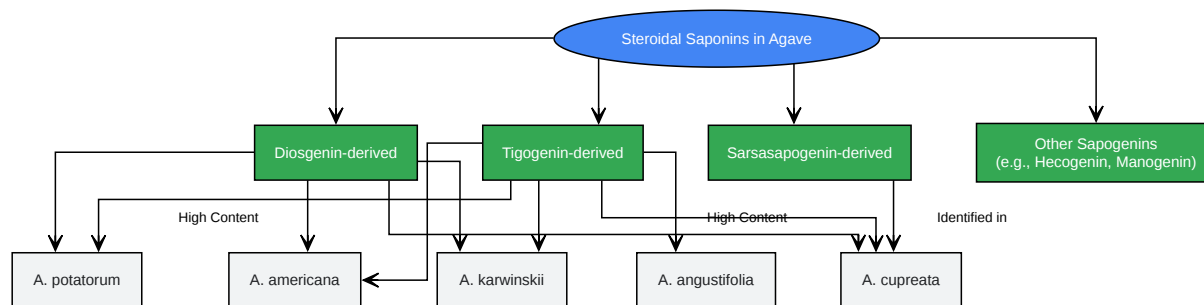 Steroidal Saponins in Agave
Diosgenin-derived
Tigogenin-derived
Sarsasapogenin-derived
Other Sapogenins
(e.g., Hecogenin, Manogenin)
High Content
High Content
Identified in
A. potatorum
A. americana
A. karwinskii
A. angustifolia
A. cupreata